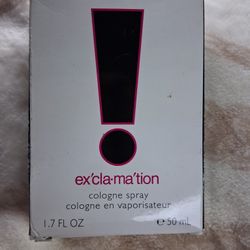 !
ex'cla·ma'tion
cologne spray
cologne en vaporisateur
1.7 FL OZ ℮ 50 mL